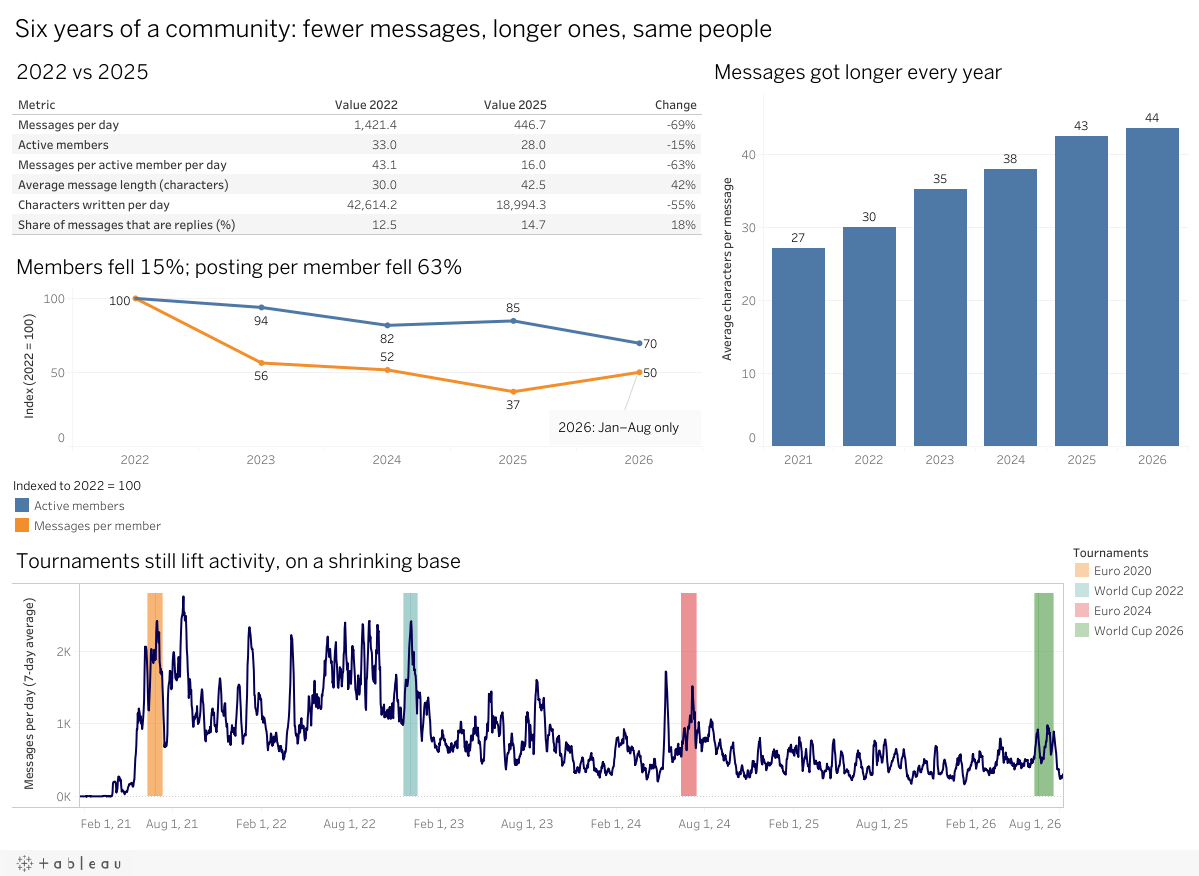 Six years of a community: fewer messages, longer ones, same people
2022 vs 2025
Metric Value 2022 Value 2025 Change
Messages per day 1,421.4 446.7 -69%
Active members 33.0 28.0 -15%
Messages per active member per day 43.1 16.0 -63%
Average message length (characters) 30.0 42.5 42%
Characters written per day 42,614.2 18,994.3 -55%
Share of messages that are replies (%) 12.5 14.7 18%
Members fell 15%; posting per member fell 63%
Index (2022 = 100)
100
50
0
100
94
82
85
70
56
52
37
50
2026: Jan–Aug only
2022 2023 2024 2025 2026
Indexed to 2022 = 100
Active members
Messages per member
Messages got longer every year
Average characters per message
40
30
20
10
0
27 30 35 38 43 44
2021 2022 2023 2024 2025 2026
Tournaments still lift activity, on a shrinking base
Messages per day (7-day average)
2K
1K
0K
Feb 1, 21 Aug 1, 21 Feb 1, 22 Aug 1, 22 Feb 1, 23 Aug 1, 23 Feb 1, 24 Aug 1, 24 Feb 1, 25 Aug 1, 25 Feb 1, 26 Aug 1, 26
Tournaments
Euro 2020
World Cup 2022
Euro 2024
World Cup 2026
+ a b l e a u